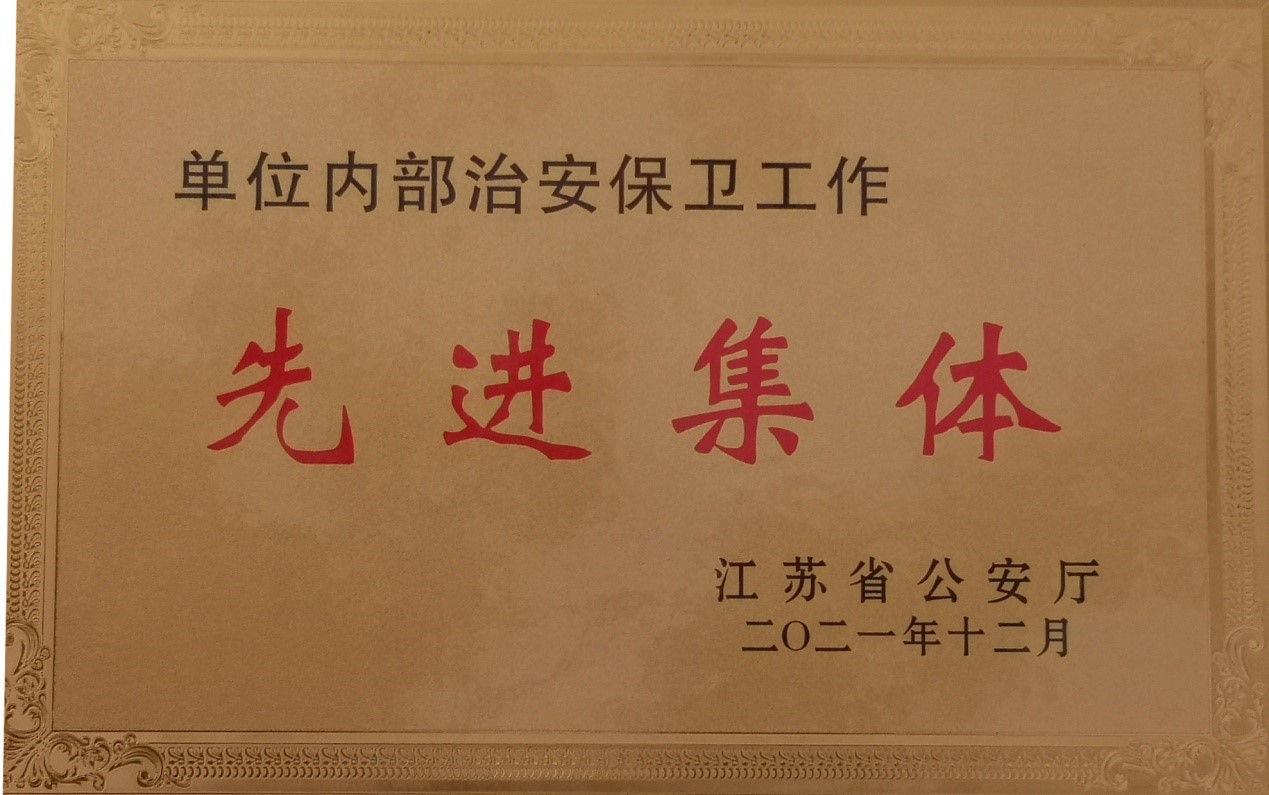 单位内部治安保卫工作
先进集体
江苏省公安厅
二〇二一年十二月